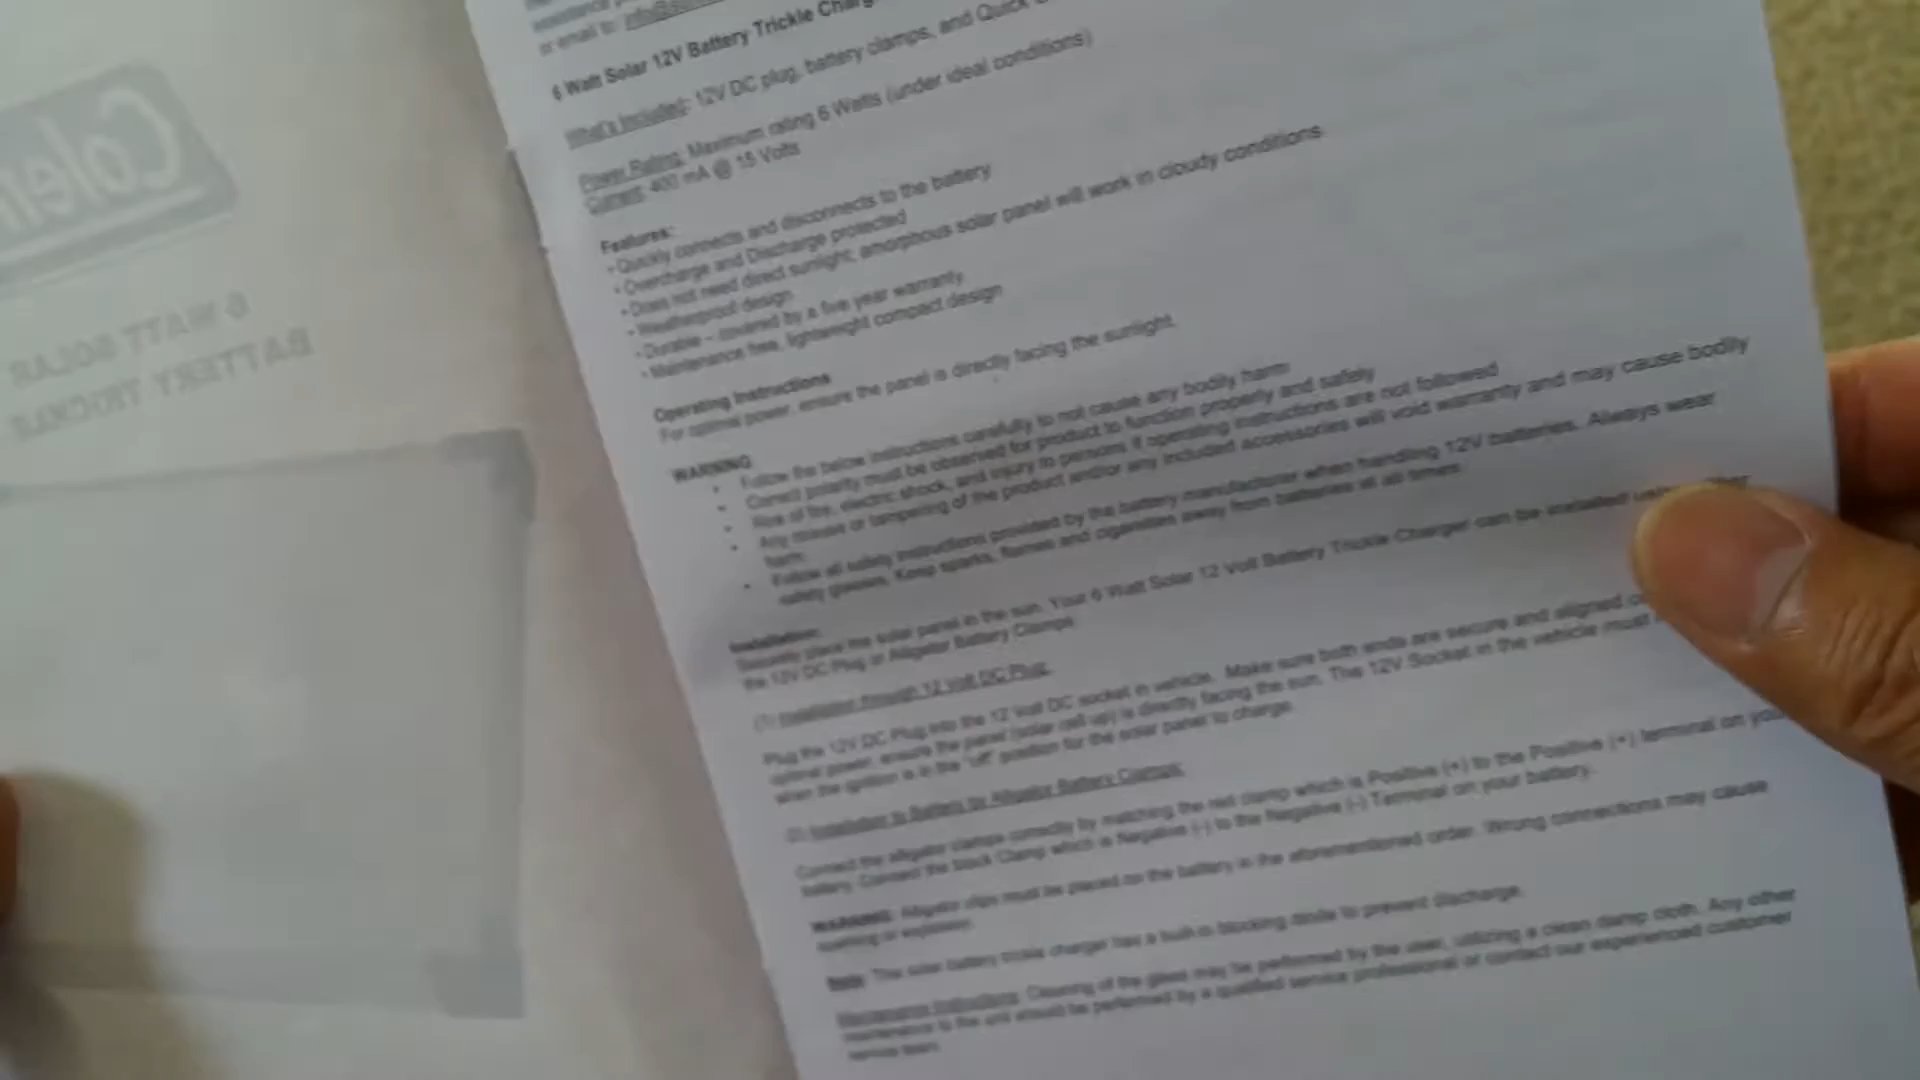 or email to: info@
6 Watt Solar 12V Battery Trickle Charg
What's Included: 12V DC plug, battery clamps, and Quick
Power Rating: Maximum rating 6 Watts (under ideal conditions)
Current: 400 mA @ 15 Volts
Features:
• Quickly connects and disconnects to the battery
• Overcharge and Discharge protected
• Does not need direct sunlight; amorphous solar panel will work in cloudy conditions
• Weatherproof design
• Durable – covered by a five year warranty
• Maintenance free, lightweight compact design
Operating Instructions
For optimal power, ensure the panel is directly facing the sunlight.
WARNING
• Follow the below instructions carefully to not cause any bodily harm
• Correct polarity must be observed for product to function properly and safely
• Risk of fire, electric shock, and injury to persons if operating instructions are not followed
• Any misuse or tampering of the product and/or any included accessories will void warranty and may cause bodily
harm.
• Follow all safety instructions provided by the battery manufacturer when handling 12V batteries. Always wear
safety glasses. Keep sparks, flames and cigarettes away from batteries at all times.
Installation:
Securely place the solar panel in the sun. Your 6 Watt Solar 12 Volt Battery Trickle Charger can be installed using either
the 12V DC Plug or Alligator Battery Clamps
(1) Installation through 12 Volt DC Plug:
Plug the 12V DC Plug into the 12 Volt DC socket in vehicle. Make sure both ends are secure and aligned
optimal power, ensure the panel (solar cell up) is directly facing the sun. The 12V Socket in the vehicle must
when the ignition is in the "off" position for the solar panel to charge.
(2) Installation to Battery by Alligator Battery Clamps:
Connect the alligator clamps correctly by matching the red clamp which is Positive (+) to the Positive (+) terminal on your
battery. Connect the black Clamp which is Negative (-) to the Negative (-) Terminal on your battery.
WARNING: Alligator clips must be placed on the battery in the aforementioned order. Wrong connections may cause
sparking or explosion.
Note: This solar battery trickle charger has a built-in blocking diode to prevent discharge.
Maintenance Instructions: Cleaning of the glass may be performed by the user, utilizing a clean damp cloth. Any other
maintenance to the unit should be performed by a qualified service professional or contact our experienced customer
service team.
Colem
6 WATT SOLAR
BATTERY TRICKLE